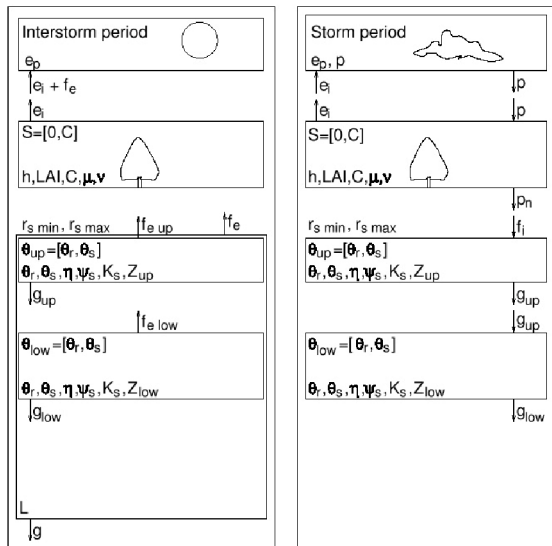 Interstorm period
e_p
e_i + f_e
e_i
S=[0,C]
h,LAI,C,μ,ν
r_s min, r_s max
f_e up
f_e
θ_up=[θ_r,θ_s]
θ_r,θ_s,η,ψ_s,K_s,Z_up
g_up
f_e low
θ_low=[θ_r,θ_s]
θ_r,θ_s,η,ψ_s,K_s,Z_low
g_low
L
g
Storm period
e_p, p
e_i
p
e_i
p
S=[0,C]
h,LAI,C,μ,ν
p_n
r_s min, r_s max
f_i
θ_up=[θ_r,θ_s]
θ_r,θ_s,η,ψ_s,K_s,Z_up
g_up
g_up
θ_low=[θ_r,θ_s]
θ_r,θ_s,η,ψ_s,K_s,Z_low
g_low